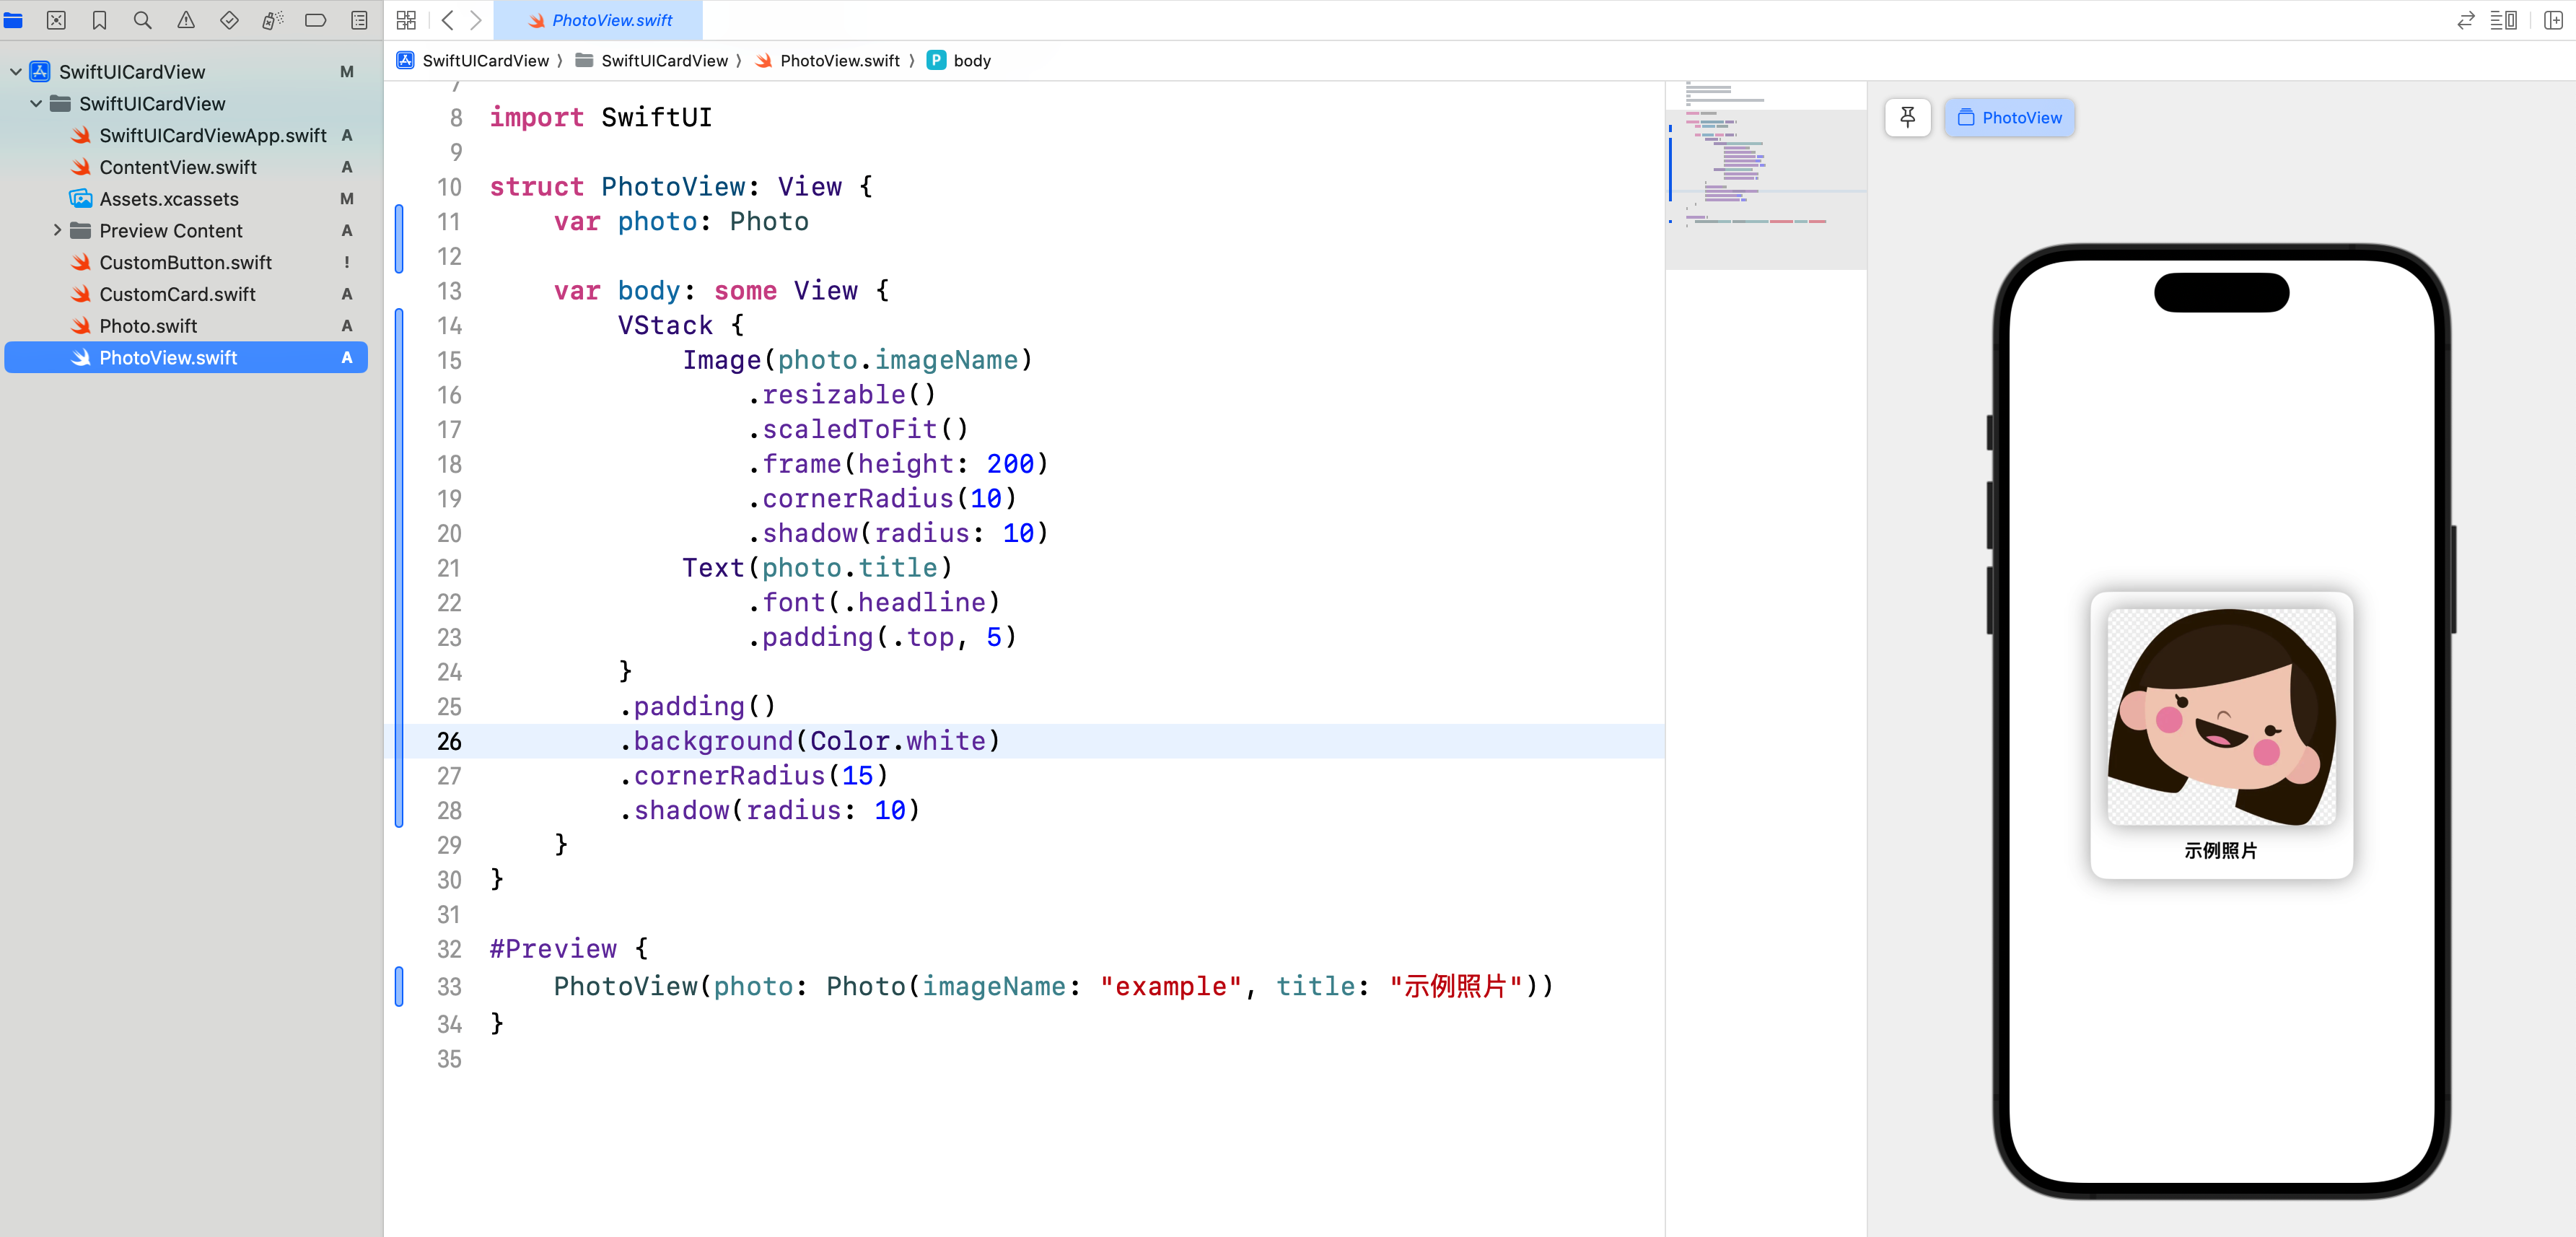 PhotoView.swift
SwiftUICardView M
SwiftUICardView
SwiftUICardViewApp.swift A
ContentView.swift A
Assets.xcassets M
Preview Content A
CustomButton.swift !
CustomCard.swift A
Photo.swift A
PhotoView.swift A
SwiftUICardView ⟩ SwiftUICardView ⟩ PhotoView.swift ⟩ P body
7
8 import SwiftUI
9
10 struct PhotoView: View {
11     var photo: Photo
12
13     var body: some View {
14         VStack {
15             Image(photo.imageName)
16                 .resizable()
17                 .scaledToFit()
18                 .frame(height: 200)
19                 .cornerRadius(10)
20                 .shadow(radius: 10)
21             Text(photo.title)
22                 .font(.headline)
23                 .padding(.top, 5)
24         }
25         .padding()
26         .background(Color.white)
27         .cornerRadius(15)
28         .shadow(radius: 10)
29     }
30 }
31
32 #Preview {
33     PhotoView(photo: Photo(imageName: "example", title: "示例照片"))
34 }
35
PhotoView
示例照片